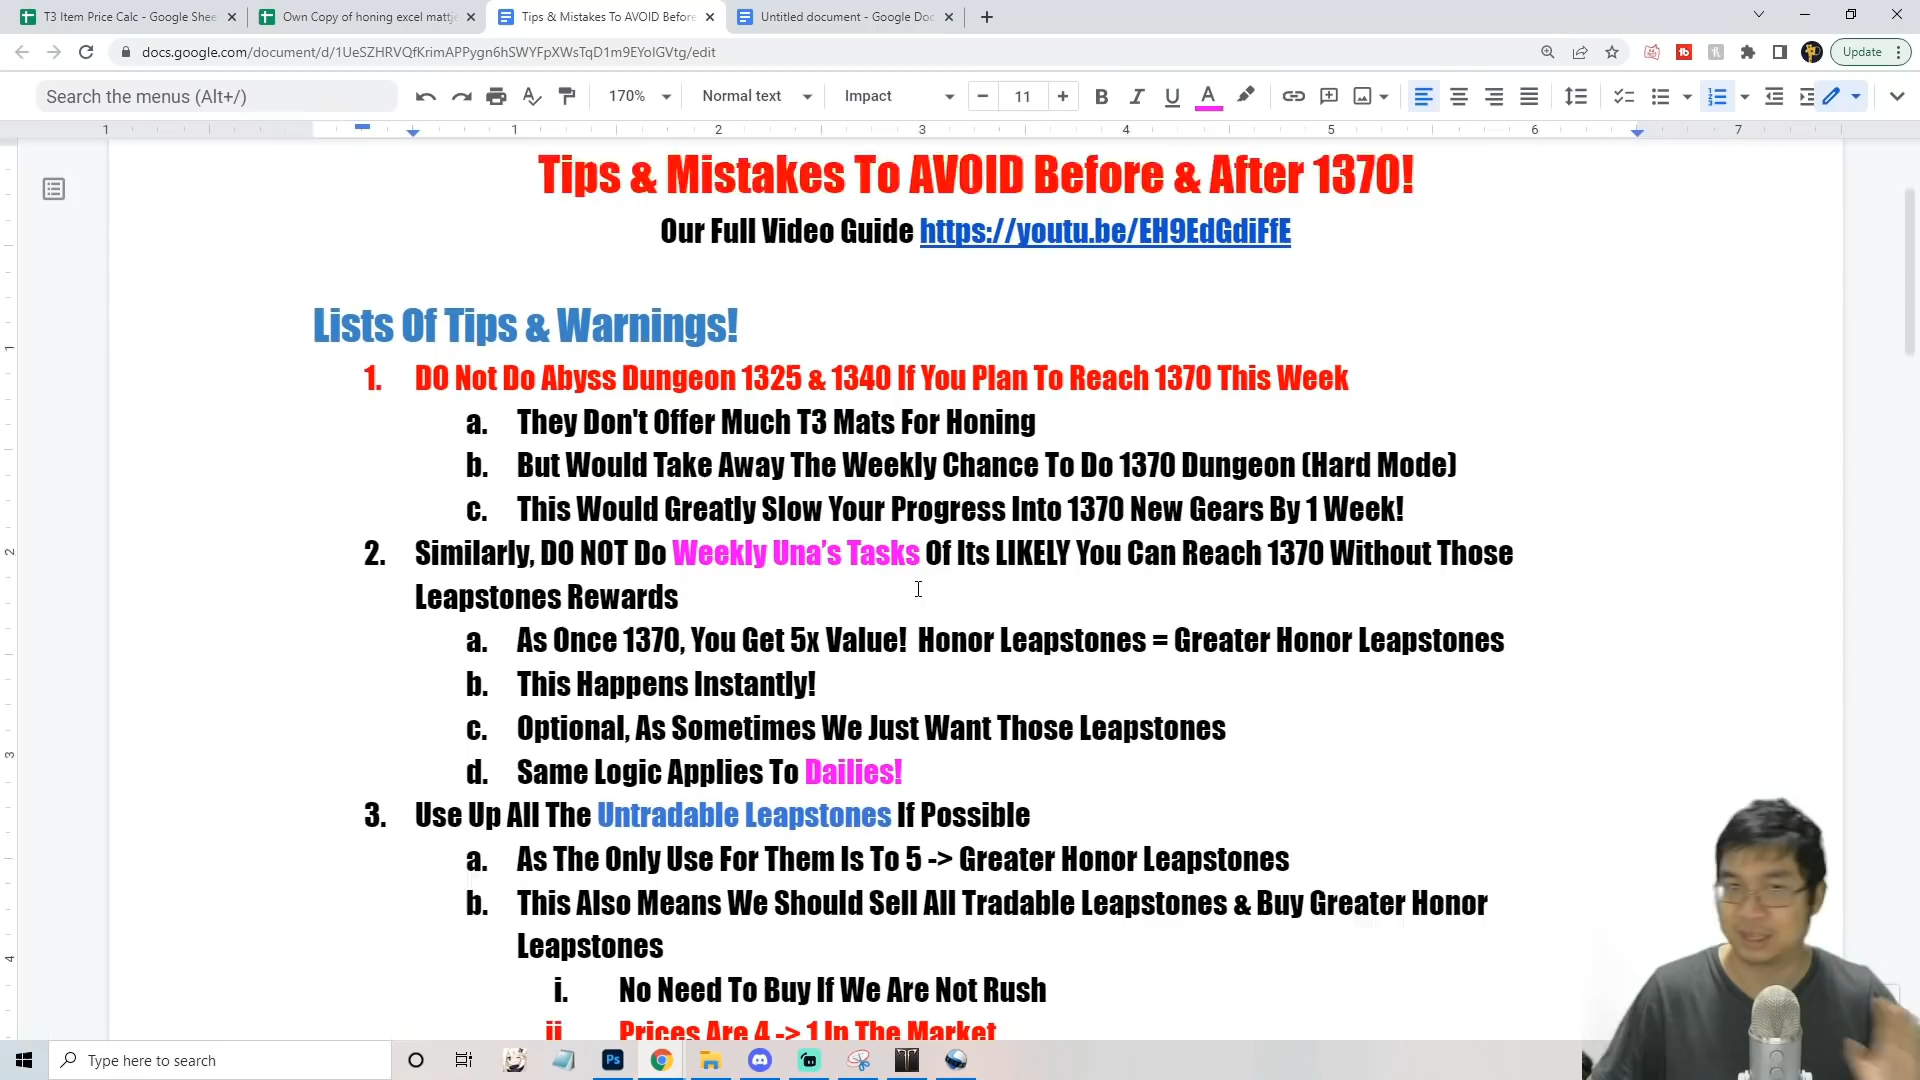 T3 Item Price Calc - Google Shee
Own Copy of honing excel mattj
Tips & Mistakes To AVOID Before
Untitled document - Google Doc
docs.google.com/document/d/1UeSZHRVQfKrimAPPygn6hSWYFpXWsTqD1m9EYoIGVtg/edit
Update
Search the menus (Alt+/)
170%
Normal text
Impact
11
1 1 2 3 4 5 6 7
Tips & Mistakes To AVOID Before & After 1370!
Our Full Video Guide https://youtu.be/EH9EdGdiFfE
Lists Of Tips & Warnings!
1. DO Not Do Abyss Dungeon 1325 & 1340 If You Plan To Reach 1370 This Week
a. They Don't Offer Much T3 Mats For Honing
b. But Would Take Away The Weekly Chance To Do 1370 Dungeon (Hard Mode)
c. This Would Greatly Slow Your Progress Into 1370 New Gears By 1 Week!
2. Similarly, DO NOT Do Weekly Una’s Tasks Of Its LIKELY You Can Reach 1370 Without Those
Leapstones Rewards
a. As Once 1370, You Get 5x Value! Honor Leapstones = Greater Honor Leapstones
b. This Happens Instantly!
c. Optional, As Sometimes We Just Want Those Leapstones
d. Same Logic Applies To Dailies!
3. Use Up All The Untradable Leapstones If Possible
a. As The Only Use For Them Is To 5 -> Greater Honor Leapstones
b. This Also Means We Should Sell All Tradable Leapstones & Buy Greater Honor
Leapstones
i. No Need To Buy If We Are Not Rush
ii. Prices Are 4 -> 1 In The Market
Type here to search